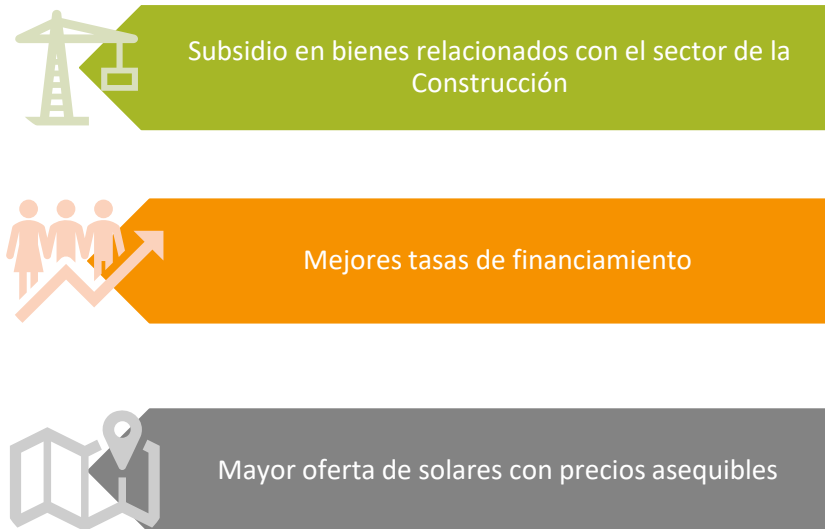 Subsidio en bienes relacionados con el sector de la
Construcción
Mejores tasas de financiamiento
Mayor oferta de solares con precios asequibles